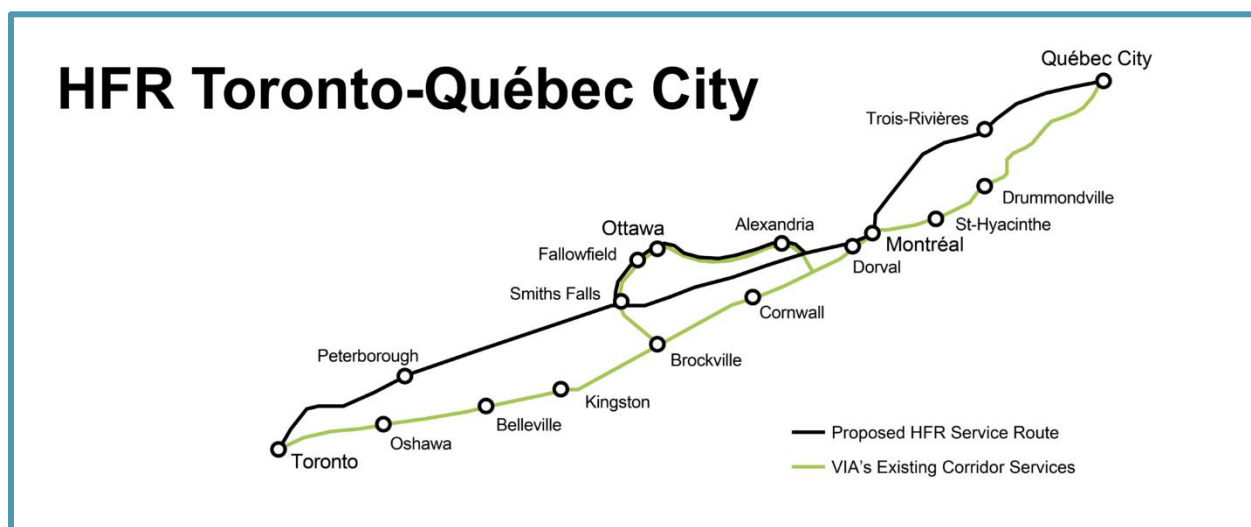 HFR Toronto-Québec City
Québec City
Trois-Rivières
Drummondville
St-Hyacinthe
Montréal
Dorval
Alexandria
Ottawa
Fallowfield
Smiths Falls
Cornwall
Brockville
Peterborough
Kingston
Belleville
Oshawa
Toronto
Proposed HFR Service Route
VIA's Existing Corridor Services